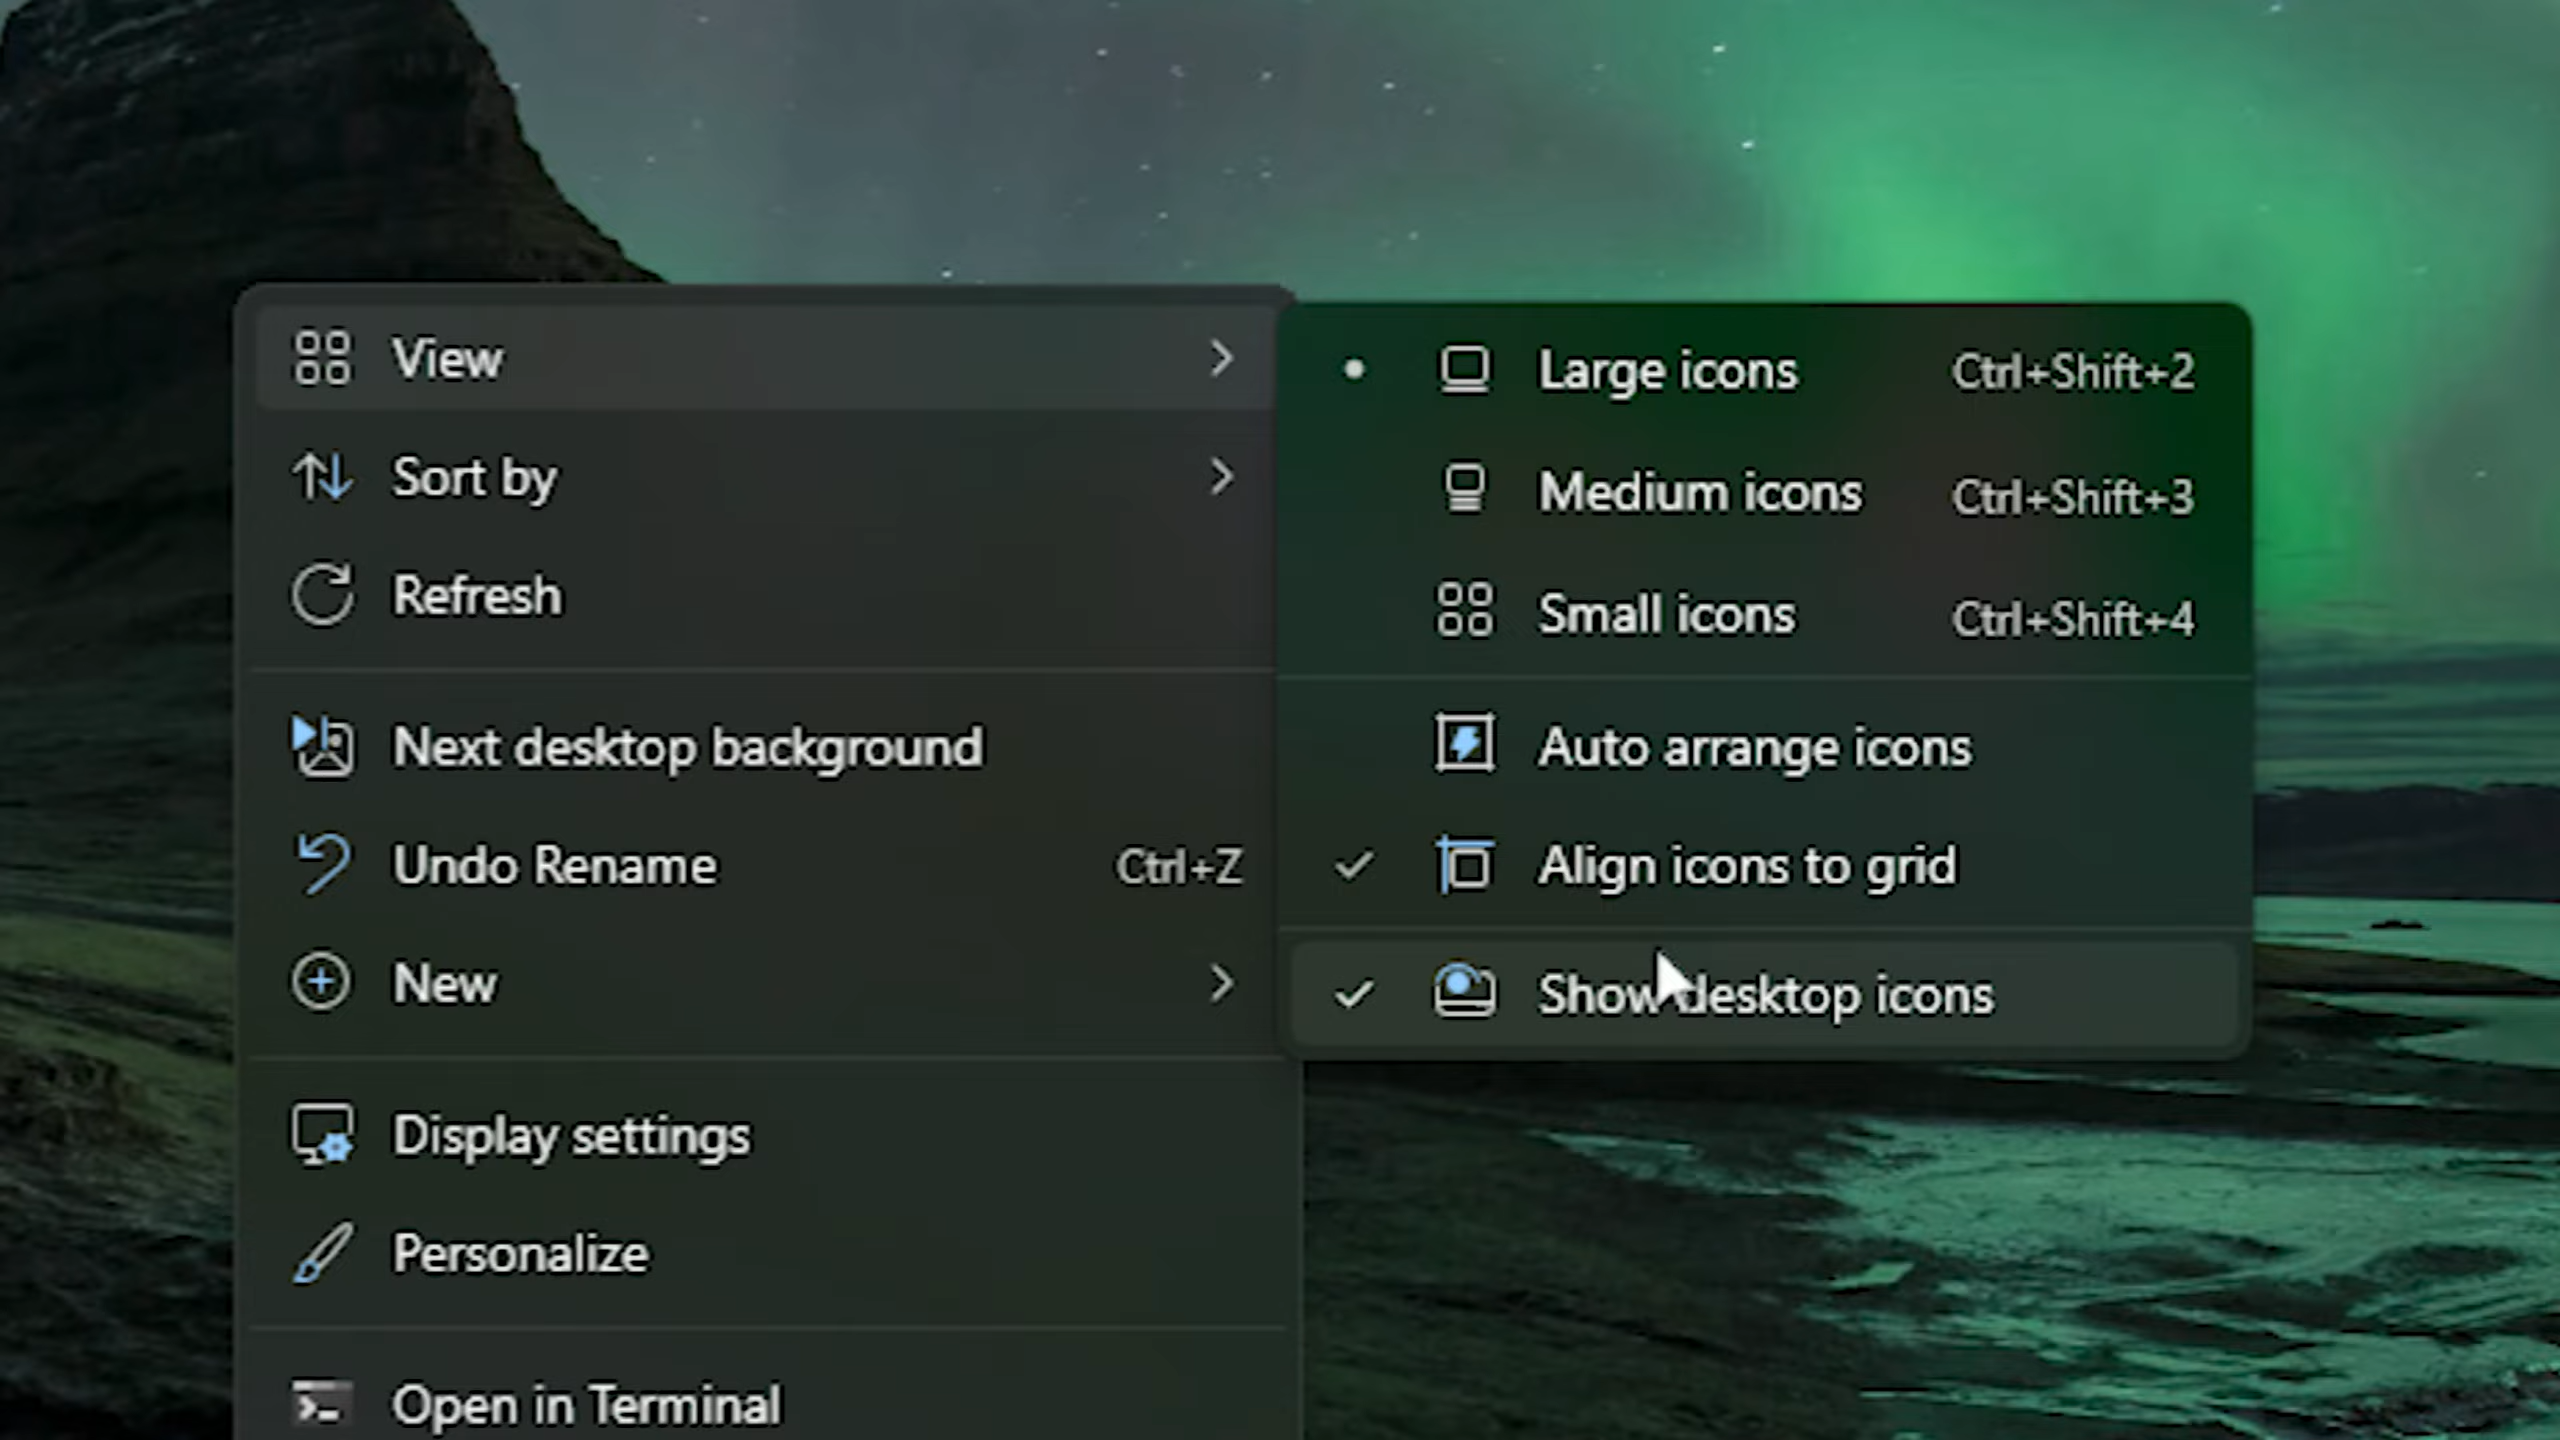 View
Sort by
Refresh
Next desktop background
Undo Rename Ctrl+Z
New
Display settings
Personalize
Open in Terminal
Large icons Ctrl+Shift+2
Medium icons Ctrl+Shift+3
Small icons Ctrl+Shift+4
Auto arrange icons
Align icons to grid
Show desktop icons